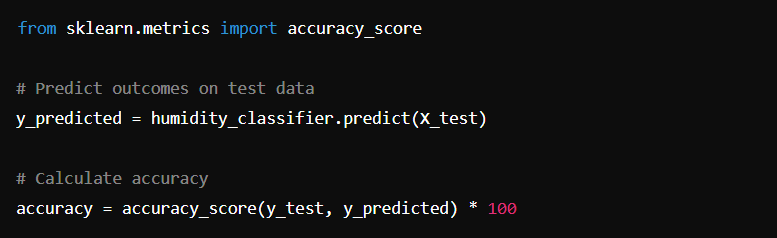 from sklearn.metrics import accuracy_score
# Predict outcomes on test data
y_predicted = humidity_classifier.predict(X_test)
# Calculate accuracy
accuracy = accuracy_score(y_test, y_predicted) * 100